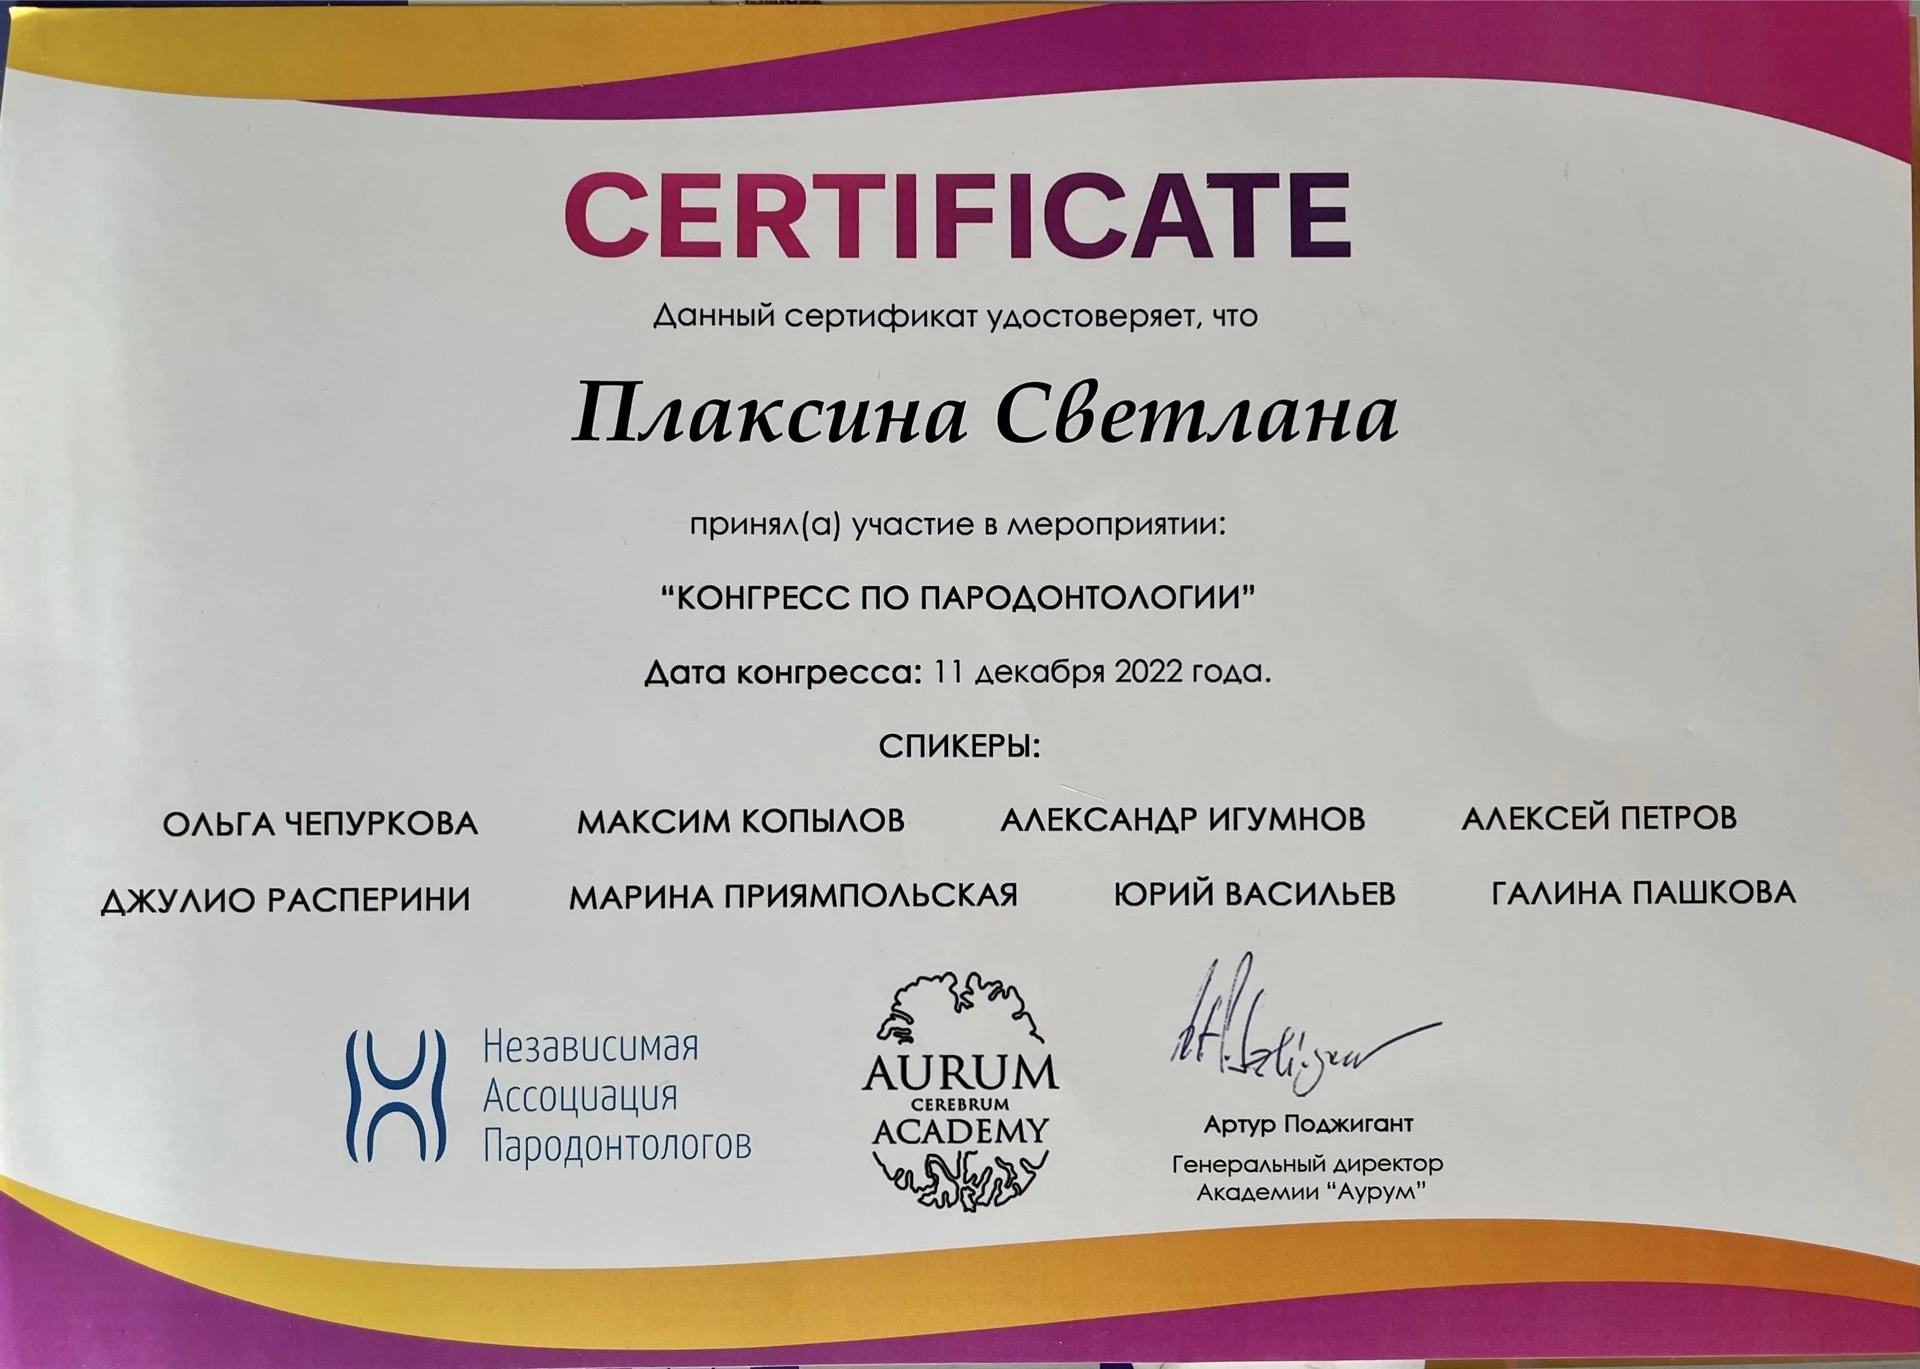 CERTIFICATE
Данный сертификат удостоверяет, что
Плаксина Светлана
принял(а) участие в мероприятии:
“КОНГРЕСС ПО ПАРОДОНТОЛОГИИ”
Дата конгресса: 11 декабря 2022 года.
СПИКЕРЫ:
ОЛЬГА ЧЕПУРКОВА МАКСИМ КОПЫЛОВ АЛЕКСАНДР ИГУМНОВ АЛЕКСЕЙ ПЕТРОВ
ДЖУЛИО РАСПЕРИНИ МАРИНА ПРИЯМПОЛЬСКАЯ ЮРИЙ ВАСИЛЬЕВ ГАЛИНА ПАШКОВА
Независимая
Ассоциация
Пародонтологов
AURUM
CEREBRUM
ACADEMY
Артур Поджигант
Генеральный директор
Академии “Аурум”